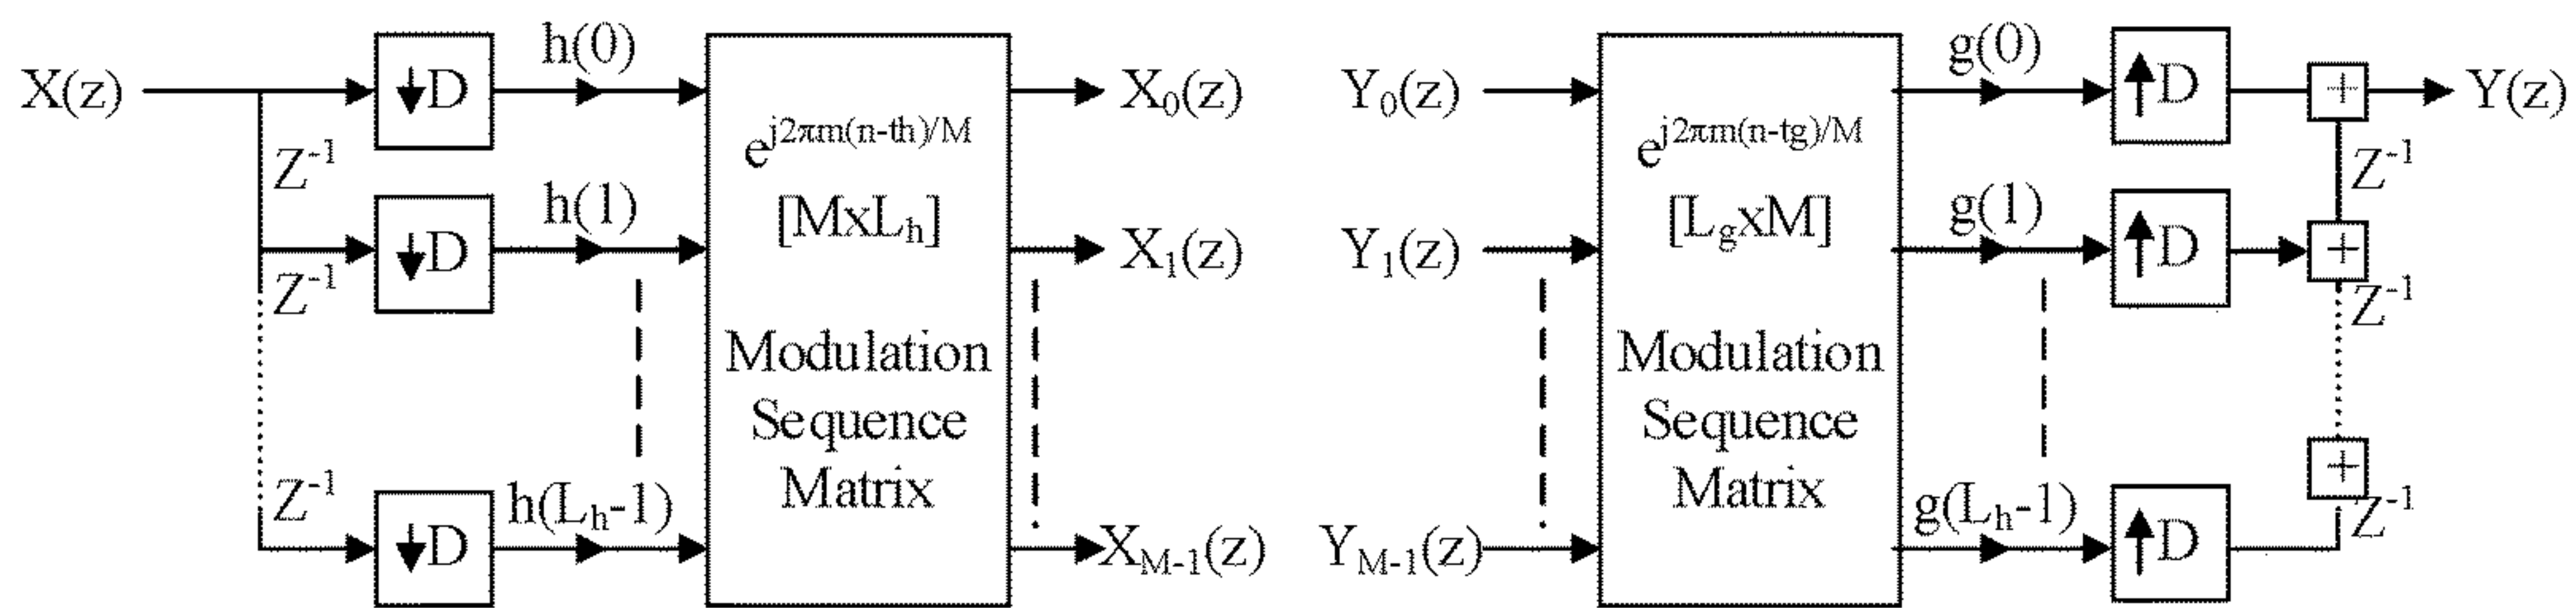 X(z) ↓D h(0) X₀(z) Y₀(z) g(0) ↑D + Y(z)
e^{j2πm(n-th)/M} e^{j2πm(n-tg)/M}
Z⁻¹ Z⁻¹
↓D h(1) [MxLₕ] X₁(z) Y₁(z) [L_gxM] g(1) ↑D +
Z⁻¹ Z⁻¹
Modulation Modulation
Sequence Sequence
Matrix Matrix
+
Z⁻¹ Z⁻¹
↓D h(Lₕ-1) X_{M-1}(z) Y_{M-1}(z) g(Lₕ-1) ↑D